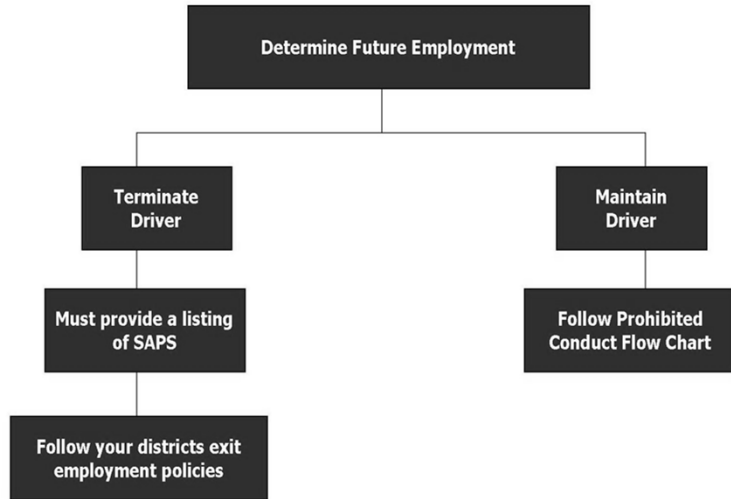 Determine Future Employment
Terminate
Driver
Maintain
Driver
Must provide a listing
of SAPS
Follow Prohibited
Conduct Flow Chart
Follow your districts exit
employment policies